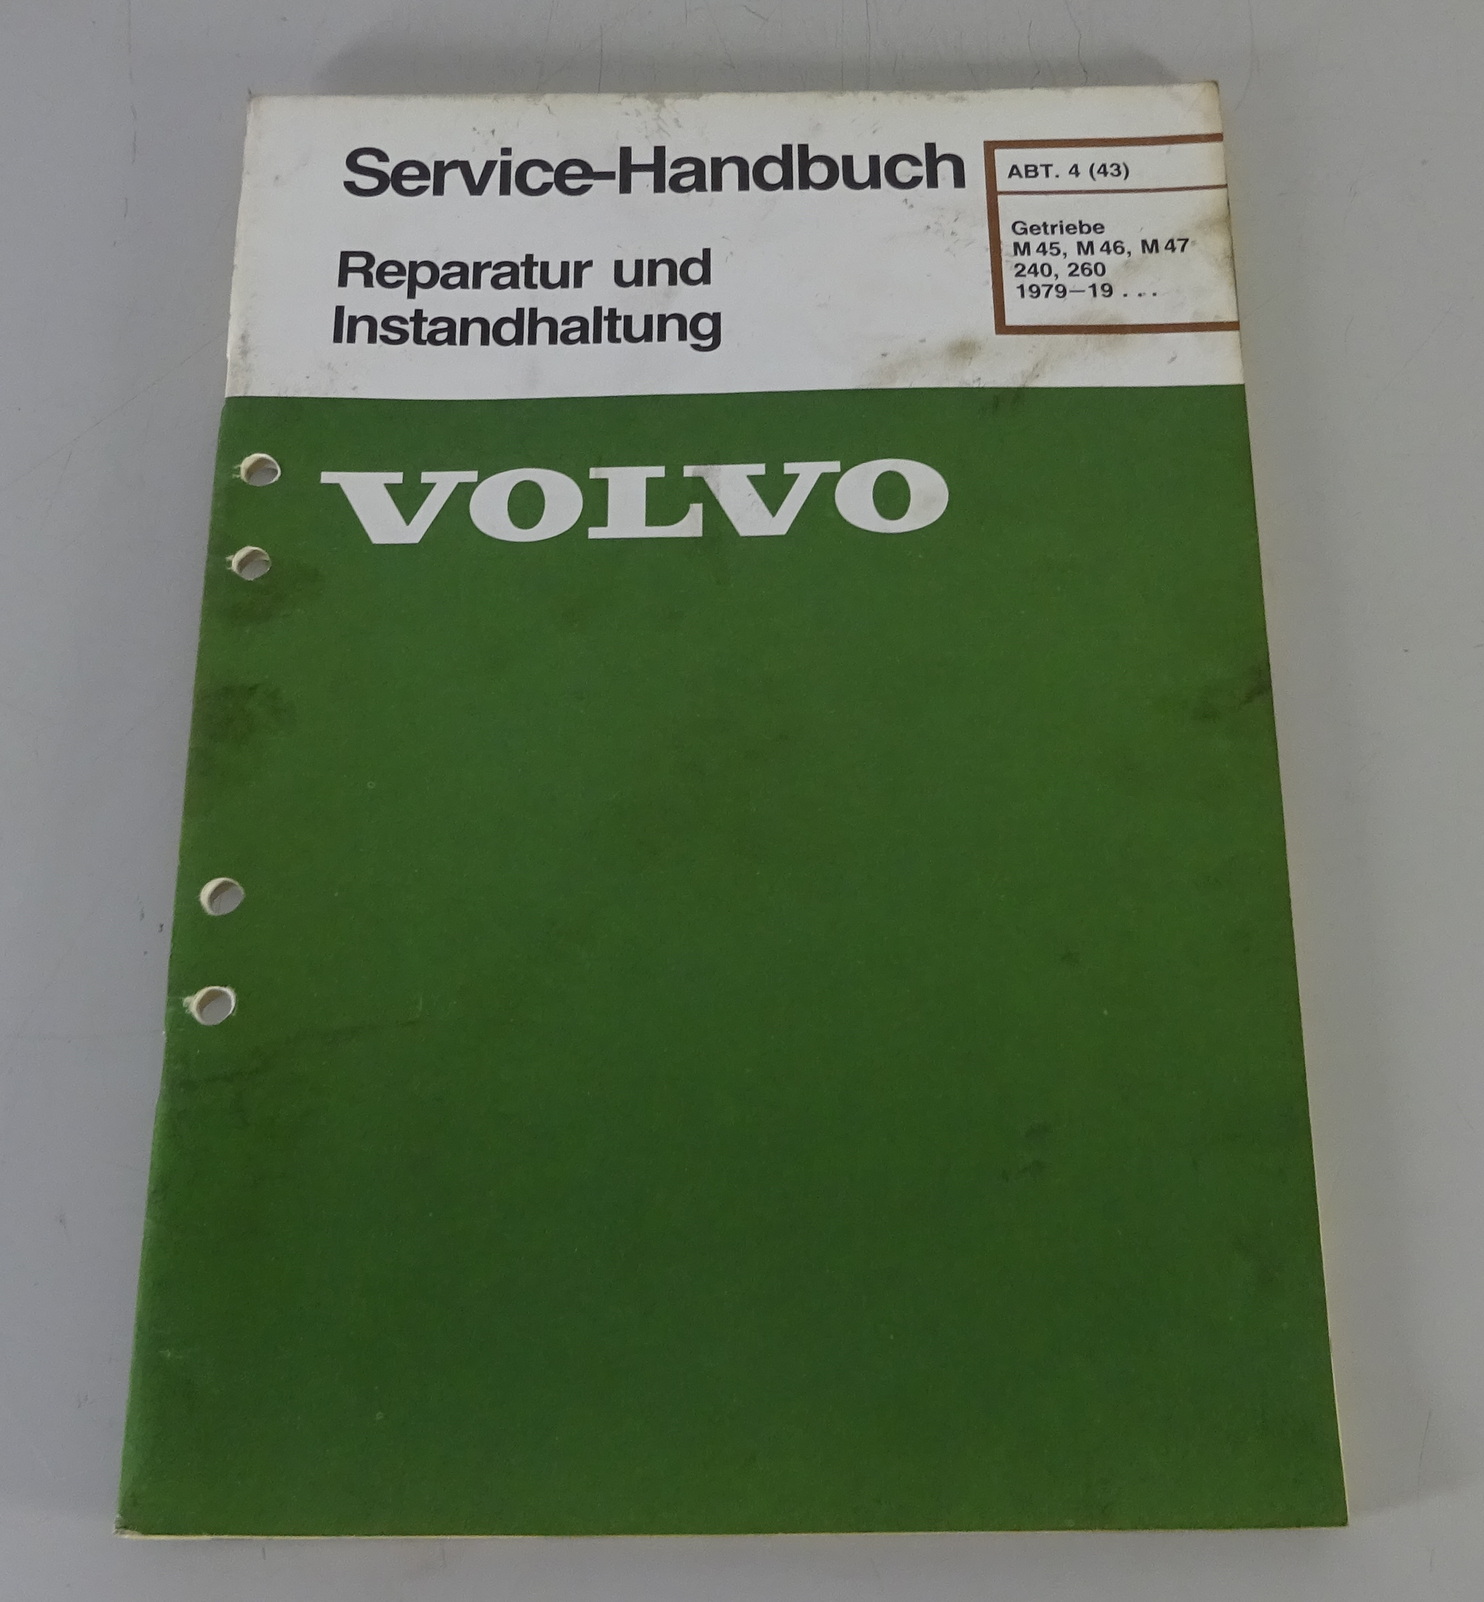 Service-Handbuch
Reparatur und
Instandhaltung
ABT. 4 (43)
Getriebe
M 45, M 46, M 47
240, 260
1979–19 . . .
VOLVO